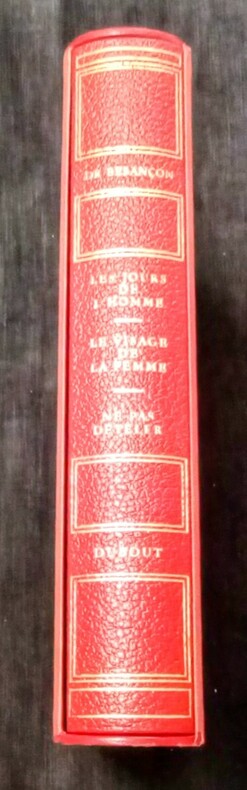 DR BESANÇON
LES JOURS
DE
L'HOMME
LE VISAGE
DE
LA FEMME
NE PAS
DÉTELER
DUBOUT